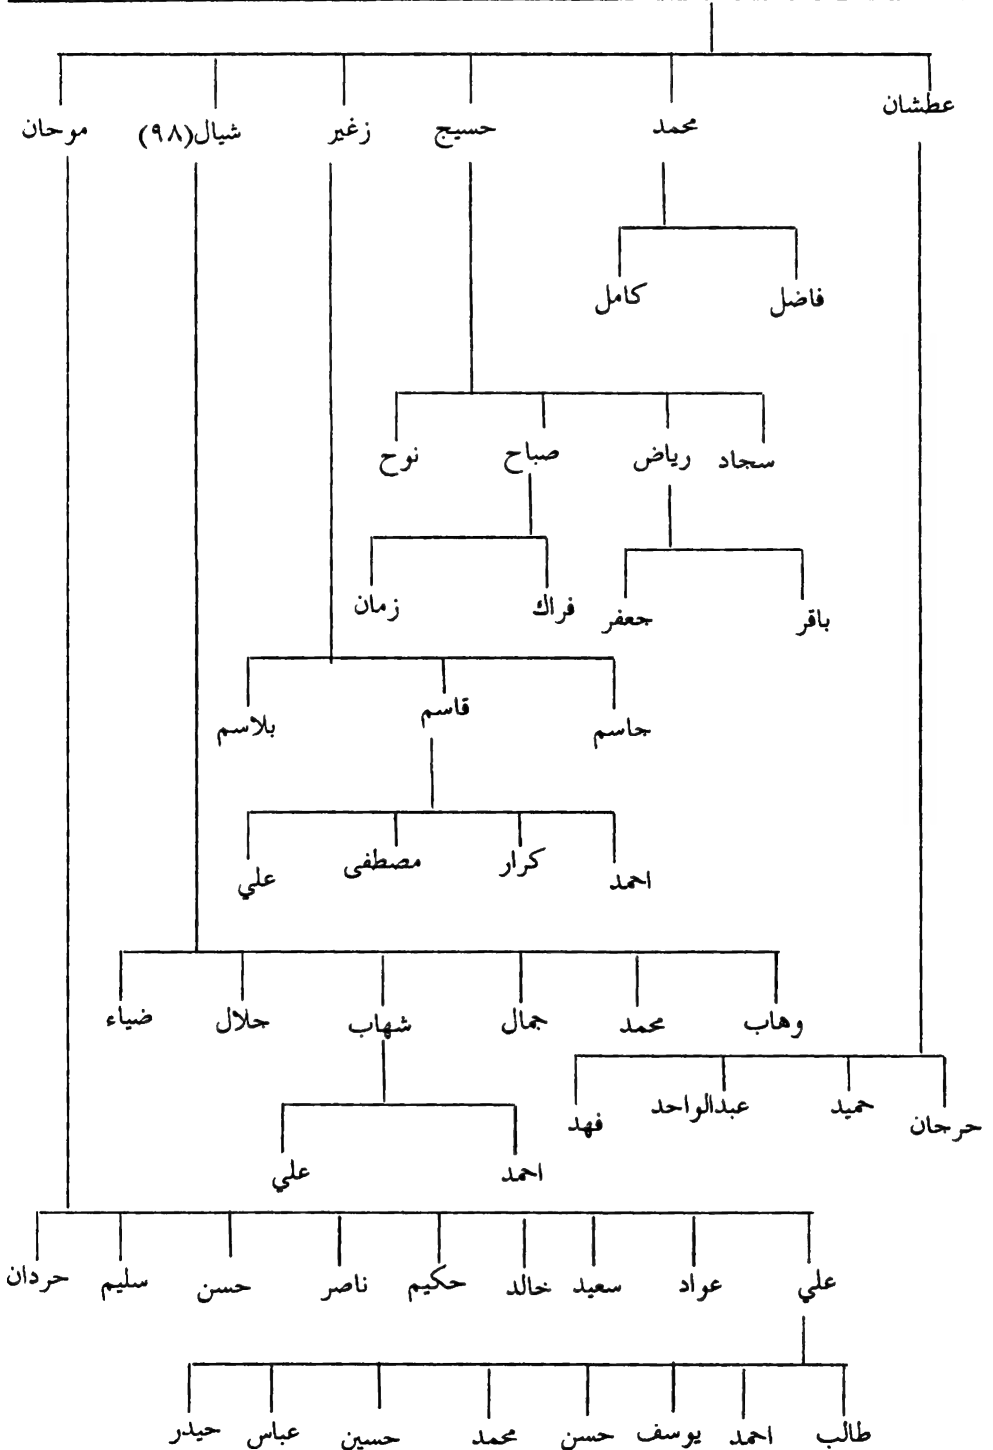 عطشان محمد حسيج زغير شيال(٩٨) موحان
فاضل كامل
سجاد رياض صباح نوح
باقر جعفر فراك زمان
جاسم قاسم بلاسم
احمد كرار مصطفى علي
وهاب محمد جمال شهاب جلال ضياء
حرجان حميد عبدالواحد فهد
احمد علي
علي عواد سعيد خالد حكيم ناصر حسن سليم حردان
طالب احمد يوسف حسن محمد حسين عباس حيدر